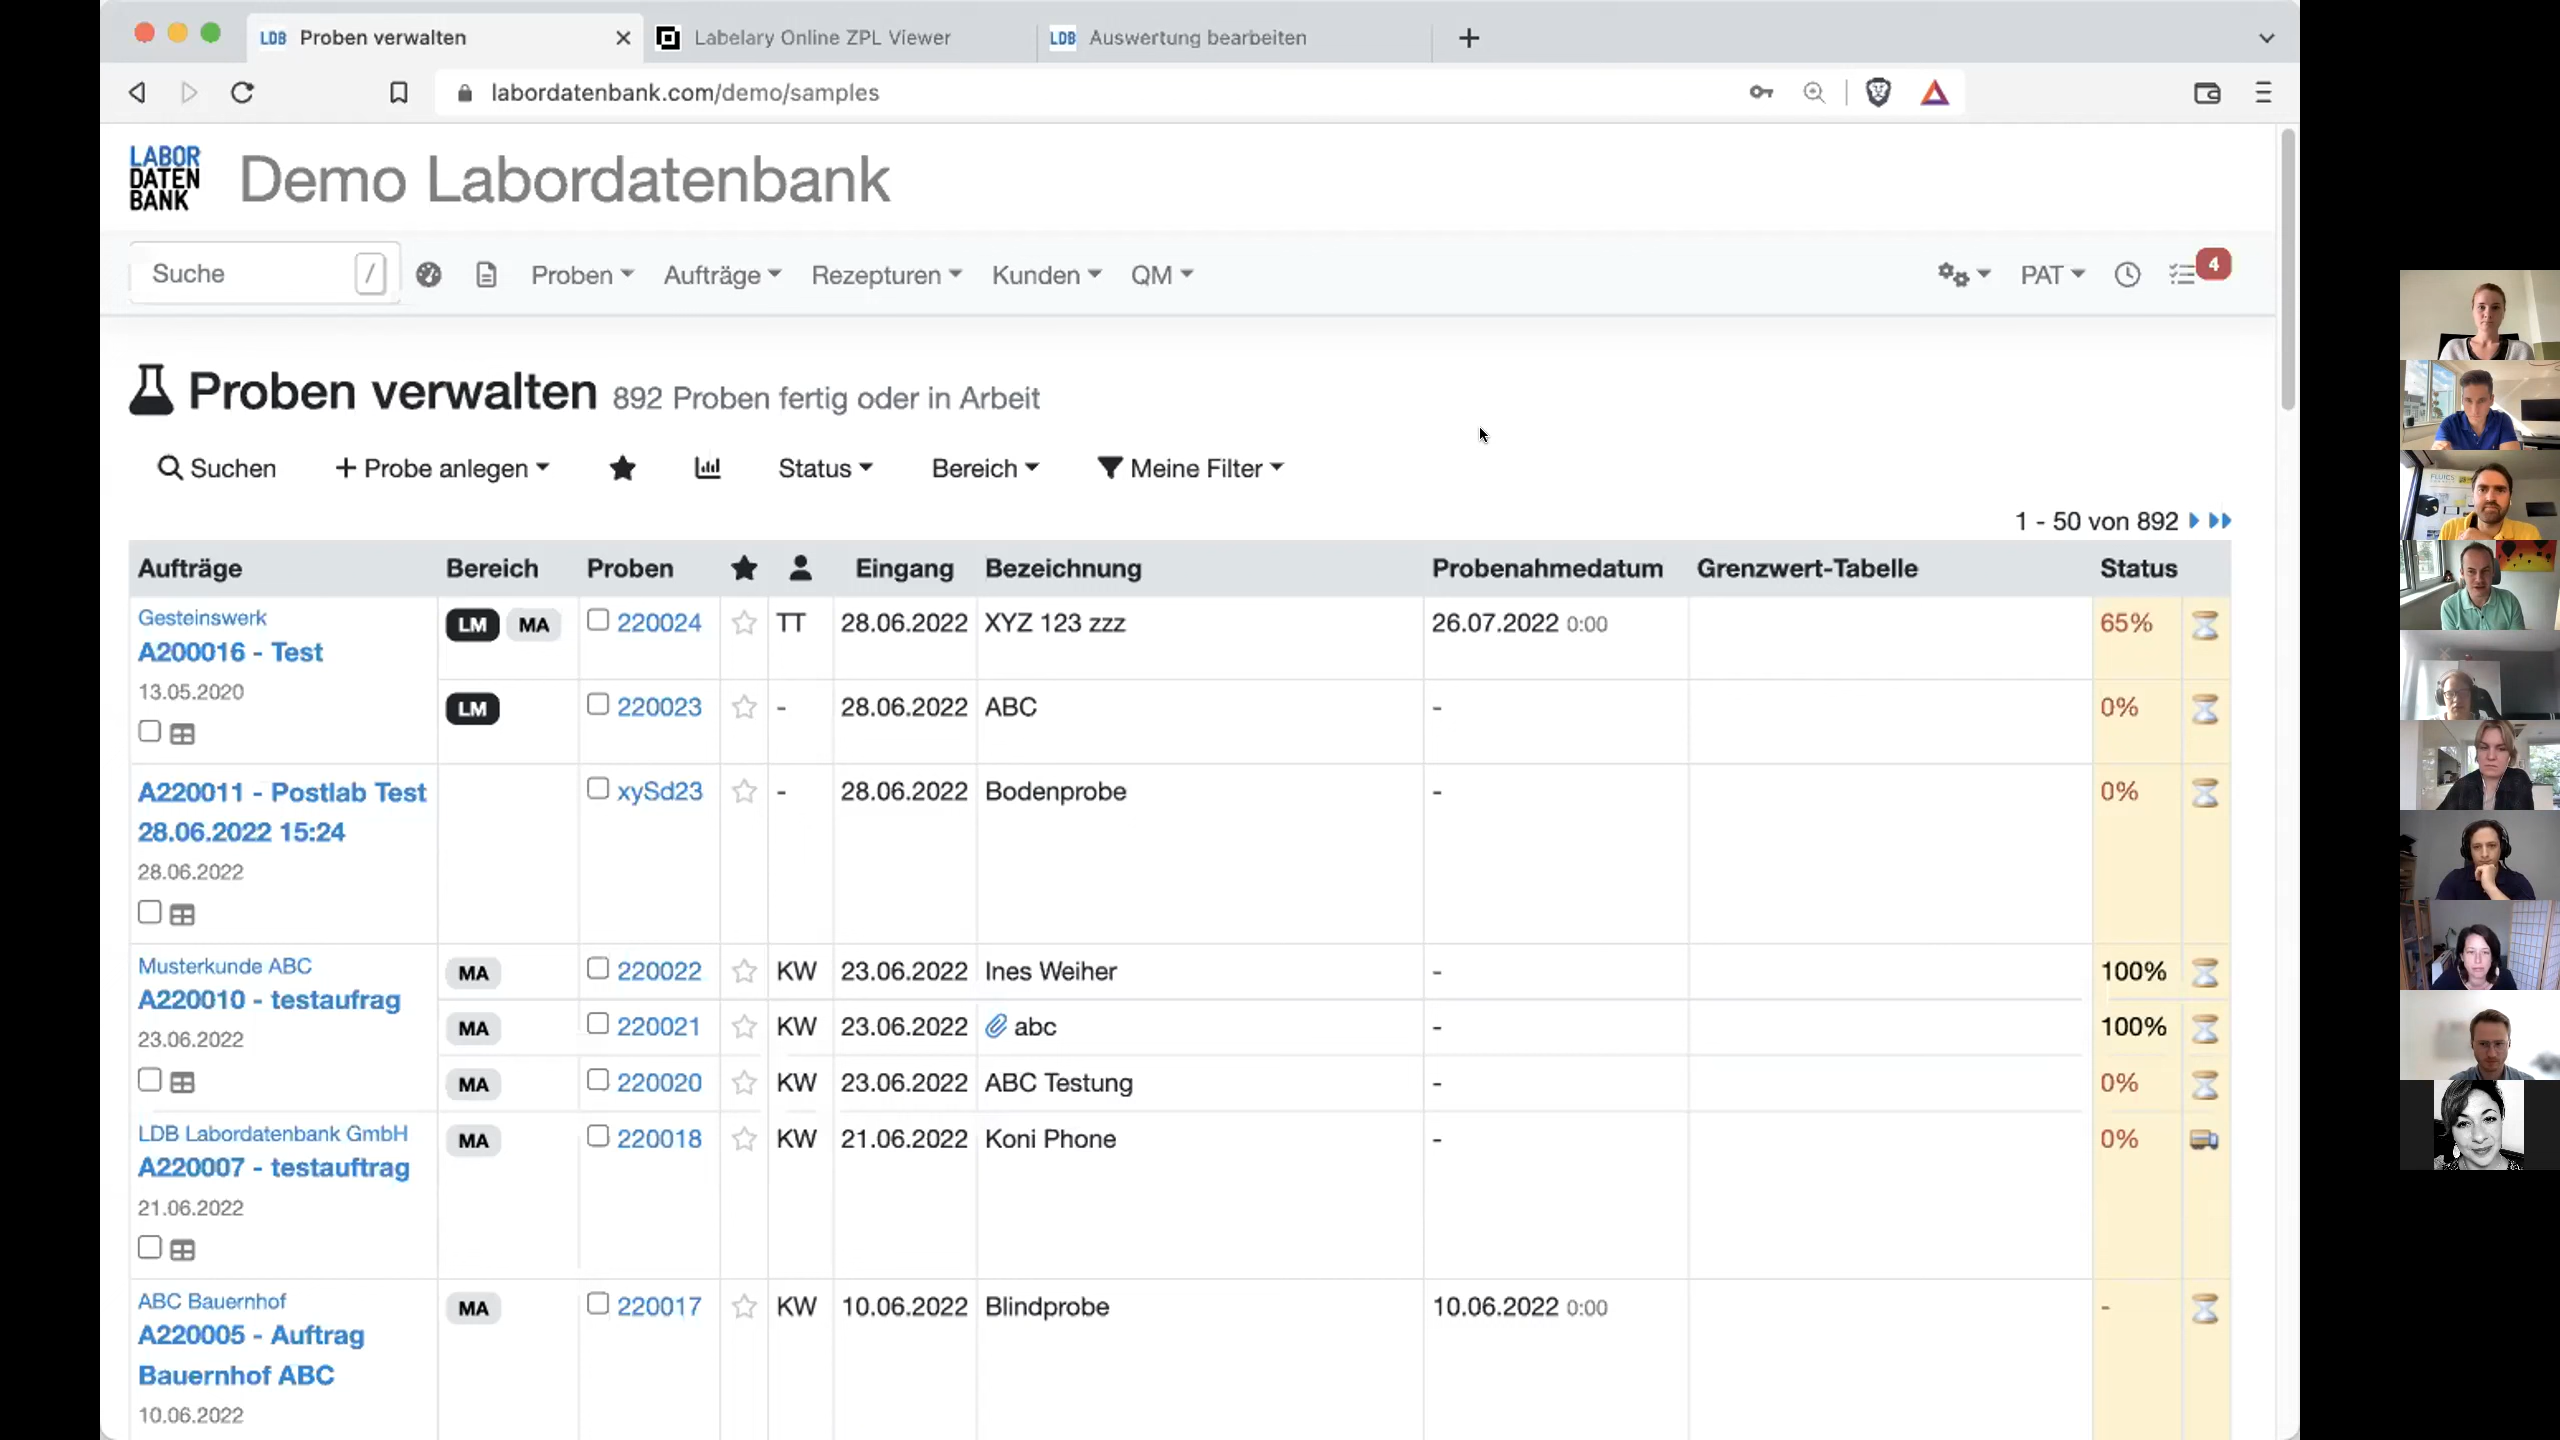 LDB Proben verwalten
Labelary Online ZPL Viewer
LDB Auswertung bearbeiten
labordatenbank.com/demo/samples
LABOR
DATEN
BANK
Demo Labordatenbank
Suche /
Proben Aufträge Rezepturen Kunden QM
PAT 4
Proben verwalten 892 Proben fertig oder in Arbeit
Suchen + Probe anlegen Status Bereich Meine Filter
1 - 50 von 892
Aufträge Bereich Proben Eingang Bezeichnung Probenahmedatum Grenzwert-Tabelle Status
Gesteinswerk
A200016 - Test
13.05.2020
LM MA 220024 TT 28.06.2022 XYZ 123 zzz 26.07.2022 0:00 65%
LM 220023 - 28.06.2022 ABC - 0%
A220011 - Postlab Test
28.06.2022 15:24
28.06.2022
xySd23 - 28.06.2022 Bodenprobe - 0%
Musterkunde ABC
A220010 - testaufrag
23.06.2022
MA 220022 KW 23.06.2022 Ines Weiher - 100%
MA 220021 KW 23.06.2022 abc - 100%
MA 220020 KW 23.06.2022 ABC Testung - 0%
LDB Labordatenbank GmbH
A220007 - testauftrag
21.06.2022
MA 220018 KW 21.06.2022 Koni Phone - 0%
ABC Bauernhof
A220005 - Auftrag
Bauernhof ABC
10.06.2022
MA 220017 KW 10.06.2022 Blindprobe 10.06.2022 0:00 -
FLUICS